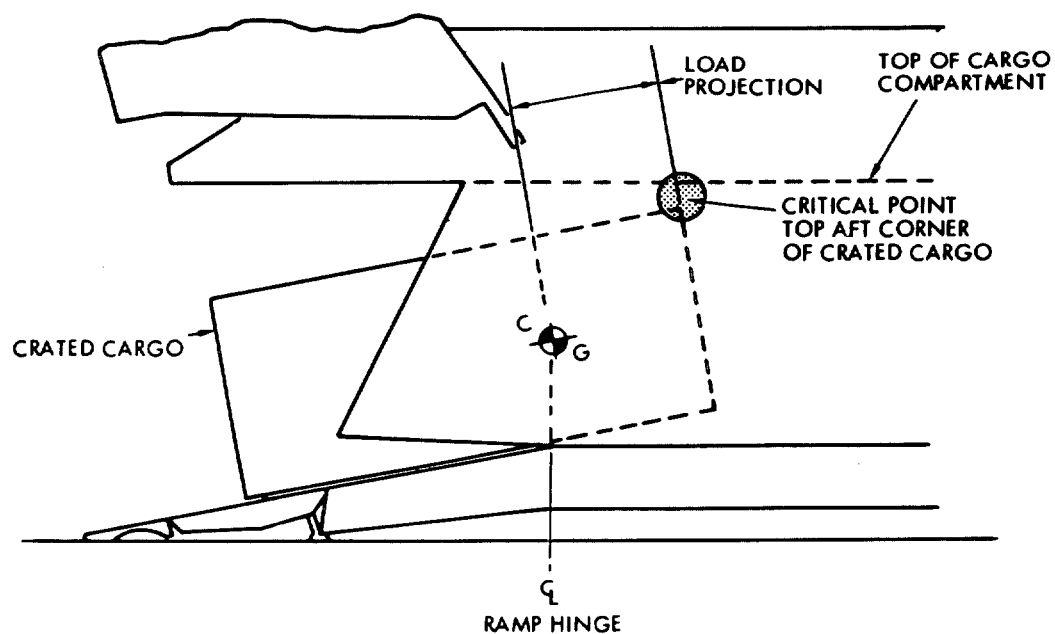 LOAD
PROJECTION
TOP OF CARGO
COMPARTMENT
CRITICAL POINT
TOP AFT CORNER
OF CRATED CARGO
C
G
CRATED CARGO
℄
RAMP HINGE